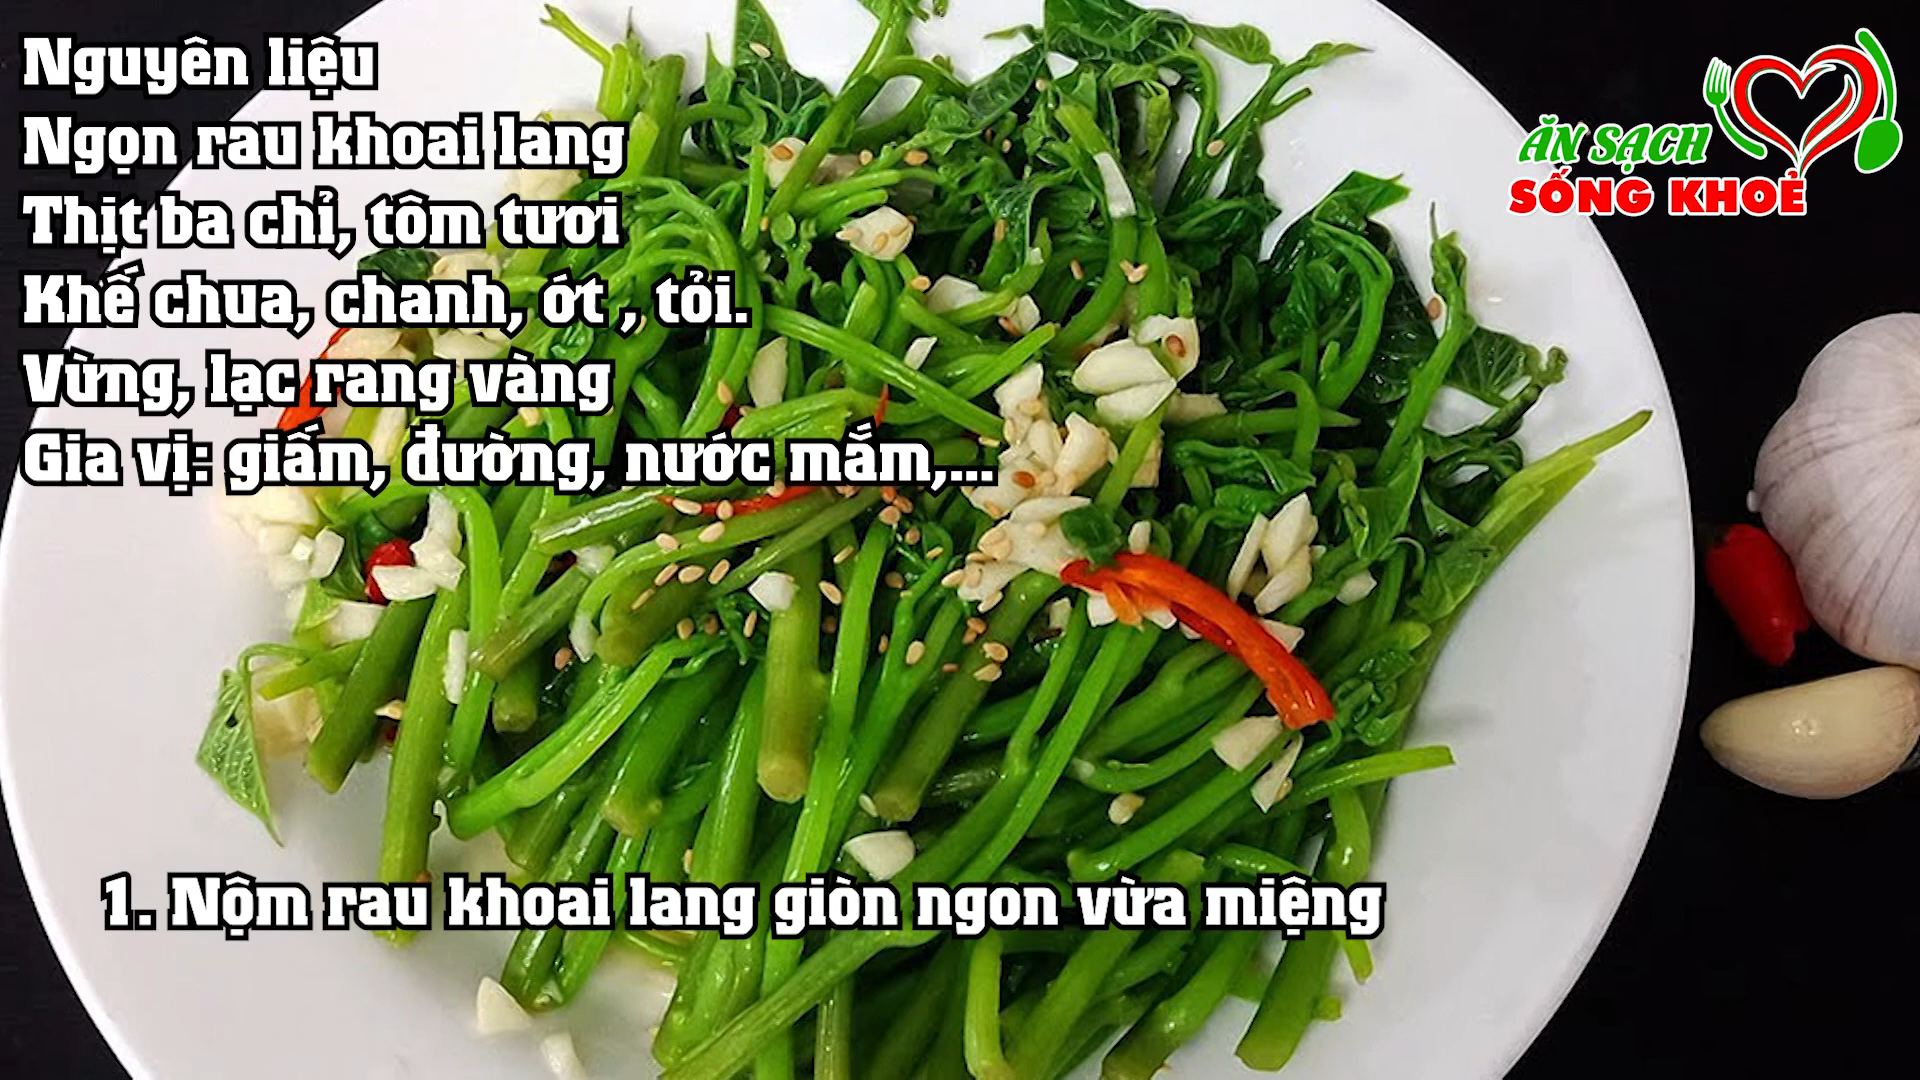 Nguyên liệu
Ngọn rau khoai lang
Thịt ba chỉ, tôm tươi
Khế chua, chanh, ớt , tỏi.
Vừng, lạc rang vàng
Gia vị: giấm, đường, nước mắm,...
ĂN SẠCH
SỐNG KHOẺ
1. Nộm rau khoai lang giòn ngon vừa miệng